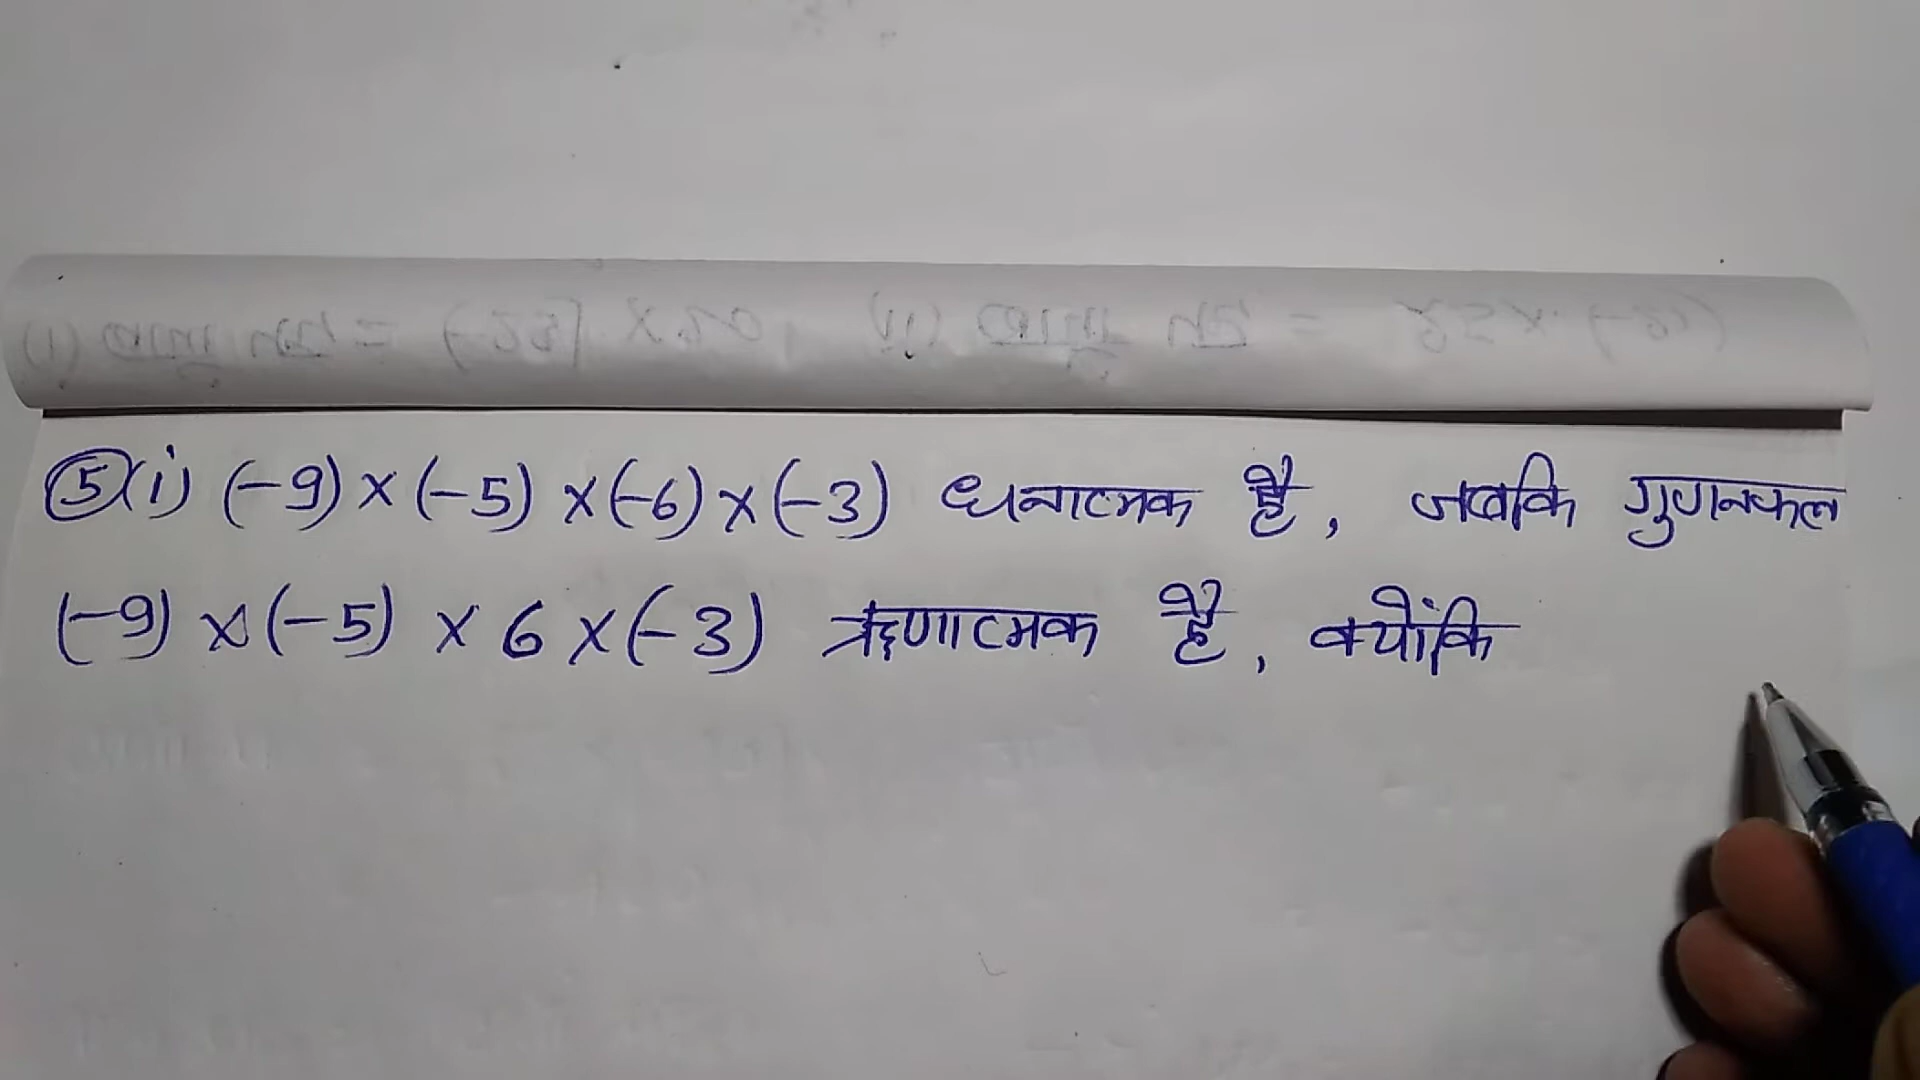 ⑤(i) (-9) × (-5) × (-6) × (-3) धनात्मक है, जबकि गुणनफल
(-9) × (-5) × 6 × (-3) ऋणात्मक है, क्योंकि